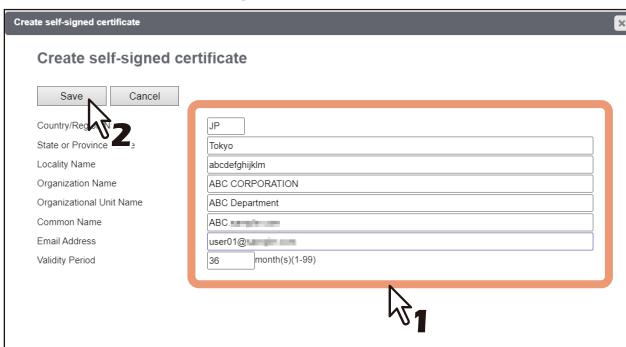 Create self-signed certificate
Create self-signed certificate
Save Cancel
2
Country/Reg
JP
State or Province
Tokyo
Locality Name
abcdefghijklm
Organization Name
ABC CORPORATION
Organizational Unit Name
ABC Department
Common Name
ABC
Email Address
user01@
Validity Period
36 month(s)(1-99)
1